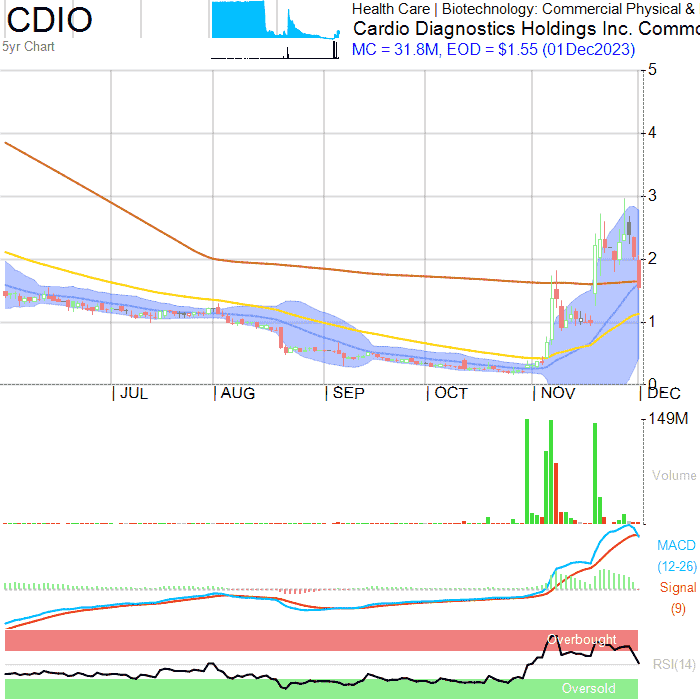 CDIO
5yr Chart
Health Care | Biotechnology: Commercial Physical &
Cardio Diagnostics Holdings Inc. Commo
MC = 31.8M, EOD = $1.55 (01Dec2023)
5
4
3
2
1
0
JUL
AUG
SEP
OCT
NOV
DEC
149M
Volume
MACD
(12-26)
Signal
(9)
Overbought
RSI(14)
Oversold